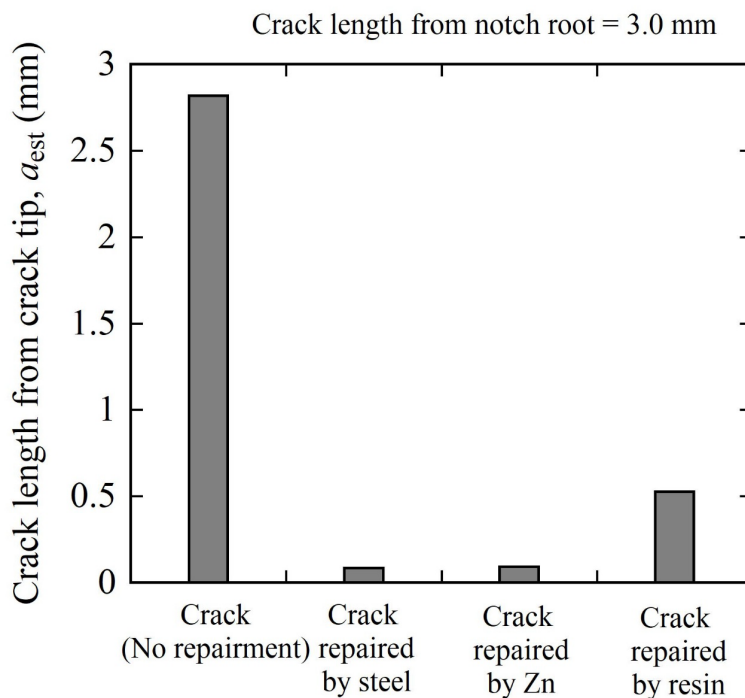 Crack length from notch root = 3.0 mm
Crack length from crack tip, a_est (mm)
3
2.5
2
1.5
1
0.5
0
Crack
(No repairment)
Crack
repaired
by steel
Crack
repaired
by Zn
Crack
repaired
by resin